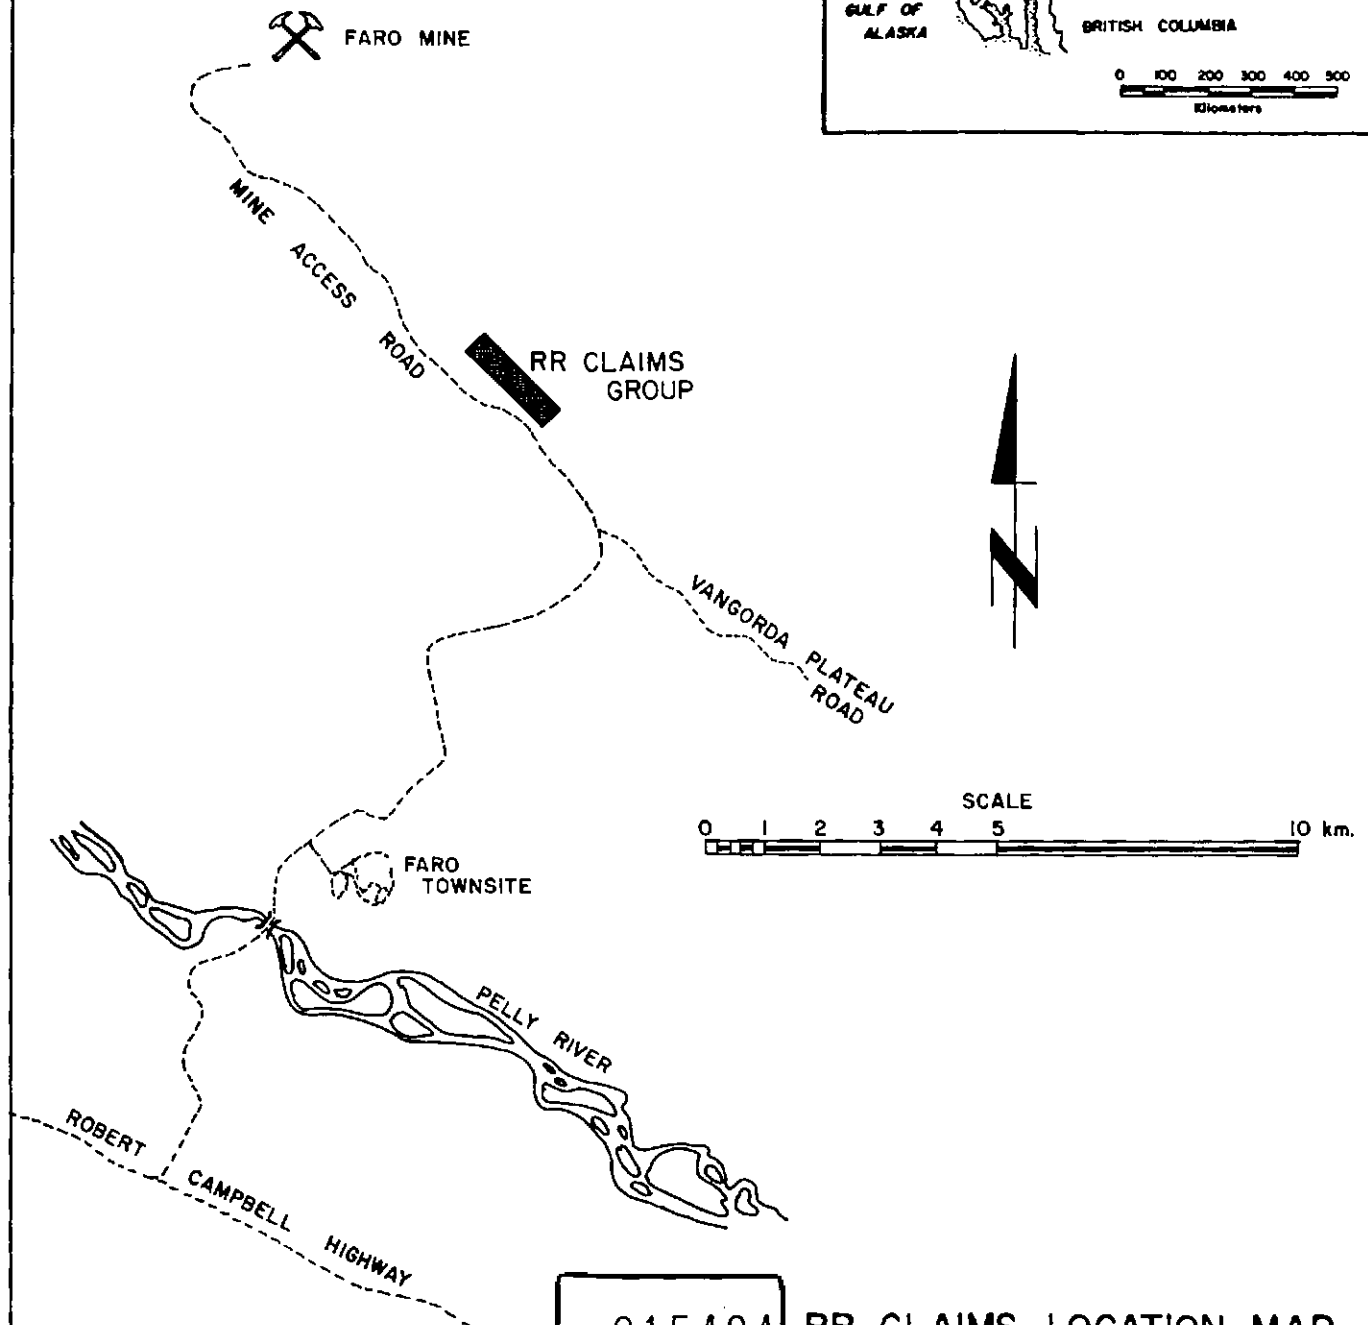 GULF OF
ALASKA
BRITISH COLUMBIA
0 100 200 300 400 500
Kilometers
FARO MINE
MINE ACCESS ROAD
RR CLAIMS
GROUP
N
VANGORDA PLATEAU
ROAD
SCALE
0 1 2 3 4 5 10 km.
FARO
TOWNSITE
PELLY RIVER
ROBERT CAMPBELL HIGHWAY
RR CLAIMS LOCATION MAP